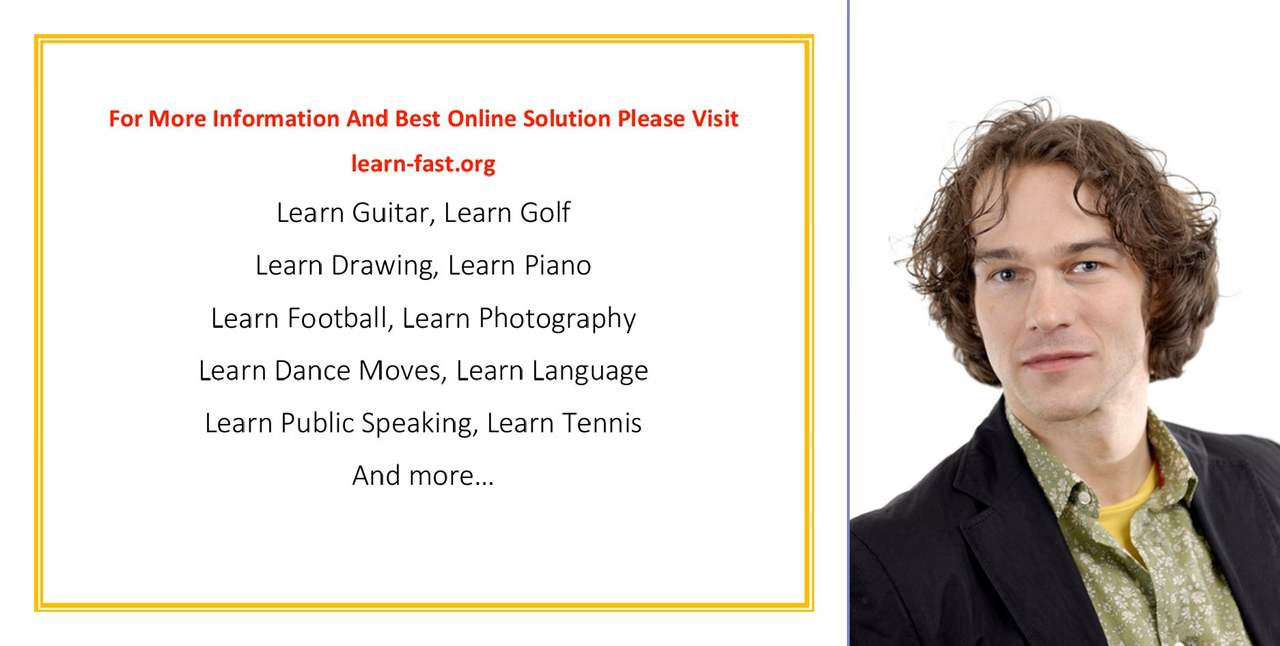 For More Information And Best Online Solution Please Visit
learn-fast.org
Learn Guitar, Learn Golf
Learn Drawing, Learn Piano
Learn Football, Learn Photography
Learn Dance Moves, Learn Language
Learn Public Speaking, Learn Tennis
And more...